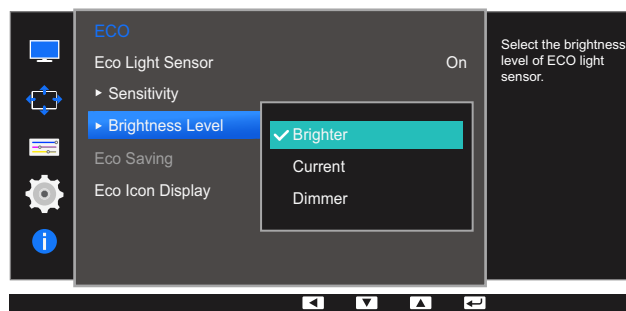 ECO
Eco Light Sensor On
Sensitivity
Brightness Level
Eco Saving
Eco Icon Display
Brighter
Current
Dimmer
Select the brightness
level of ECO light
sensor.